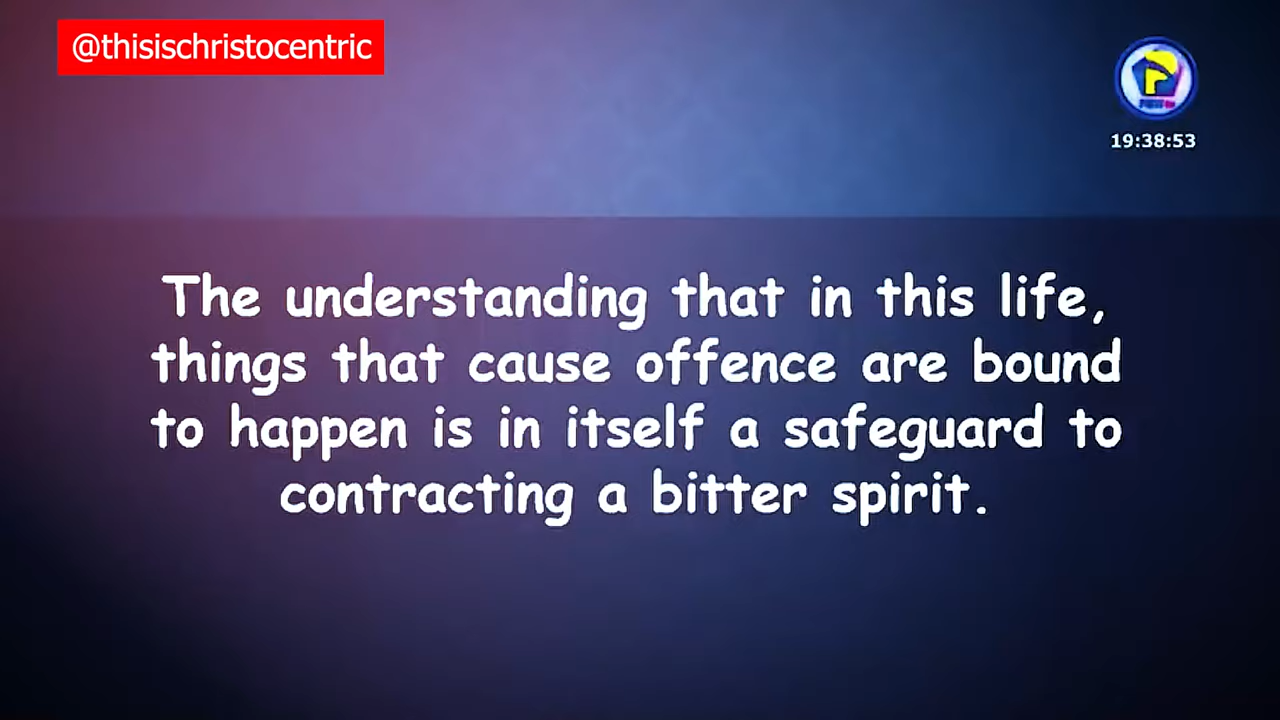 @thisischristocentric
19:38:53
The understanding that in this life,
things that cause offence are bound
to happen is in itself a safeguard to
contracting a bitter spirit.